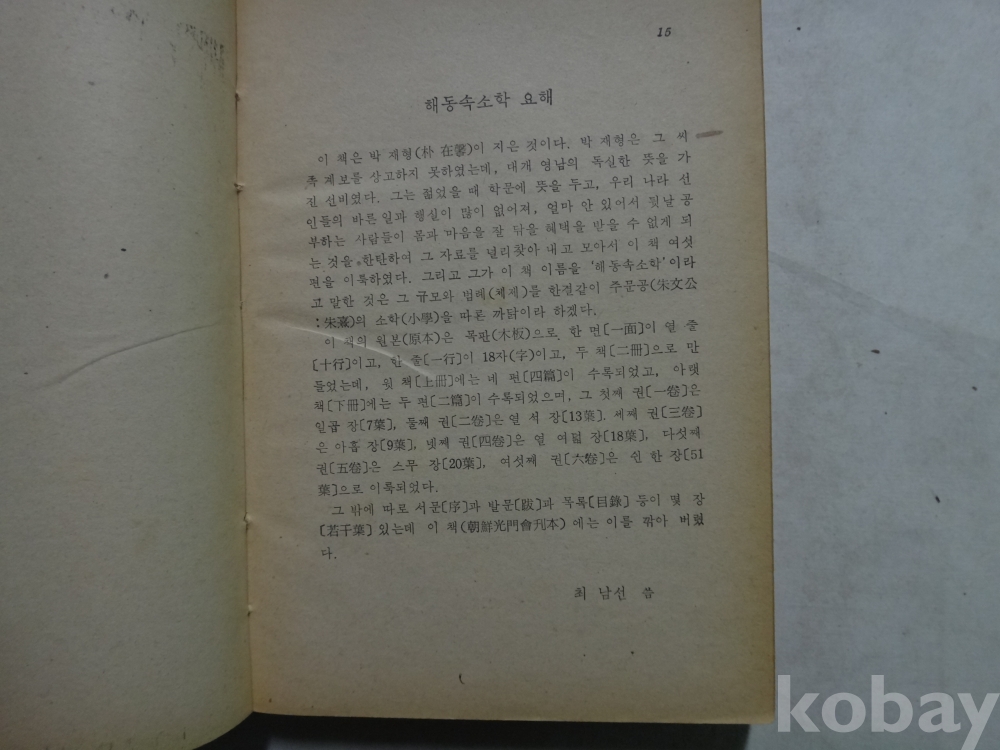 15
해동속소학 요해
이 책은 박 재형(朴 在馨)이 지은 것이다. 박 재형은 그 씨
족 계보를 상고하지 못하였는데, 대개 영남의 독실한 뜻을 가
진 선비였다. 그는 젊었을 때 학문에 뜻을 두고, 우리 나라 선
인들의 바른 일과 행실이 많이 없어져, 얼마 안 있어서 뒷날 공
부하는 사람들이 몸과 마음을 잘 닦을 혜택을 받을 수 없게 되
는 것을 한탄하여 그 자료를 널리 찾아 내고 모아서 이 책 여섯
편을 이룩하였다. 그리고 그가 이 책 이름을 '해동속소학'이라
고 말한 것은 그 규모와 범례(체제)를 한결같이 주문공(朱文公
:朱熹)의 소학(小學)을 따른 까닭이라 하겠다.
이 책의 원본(原本)은 목판(木板)으로 한 면[一面]이 열 줄
[十行]이고, 한 줄[一行]이 18자(字)이고, 두 책[二冊]으로 만
들었는데, 윗 책[上冊]에는 네 편[四篇]이 수록되었고, 아랫
책[下冊]에는 두 편[二篇]이 수록되었으며, 그 첫째 권[一卷]은
일곱 장[7葉], 둘째 권[二卷]은 열 석 장[13葉]. 세째 권[三卷]
은 아홉 장[9葉], 넷째 권[四卷]은 열 여덟 장[18葉], 다섯째
권[五卷]은 스무 장[20葉], 여섯째 권[六卷]은 쉰 한 장[51
葉]으로 이룩되었다.
그 밖에 따로 서문[序]과 발문[跋]과 목록[目錄] 등이 몇 장
[若干葉] 있는데 이 책(朝鮮光門會刊本) 에는 이를 깎아 버렸
다.
최 남선 씀
kobay